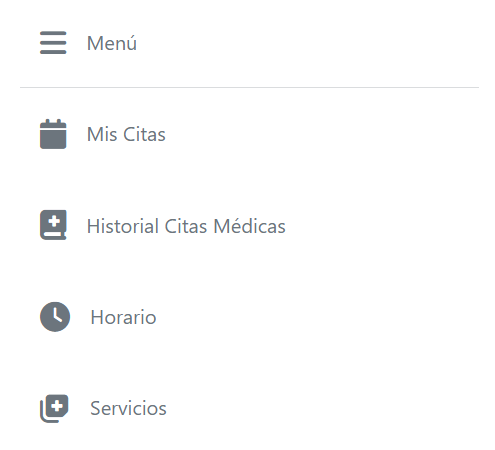 Menú
Mis Citas
Historial Citas Médicas
Horario
Servicios